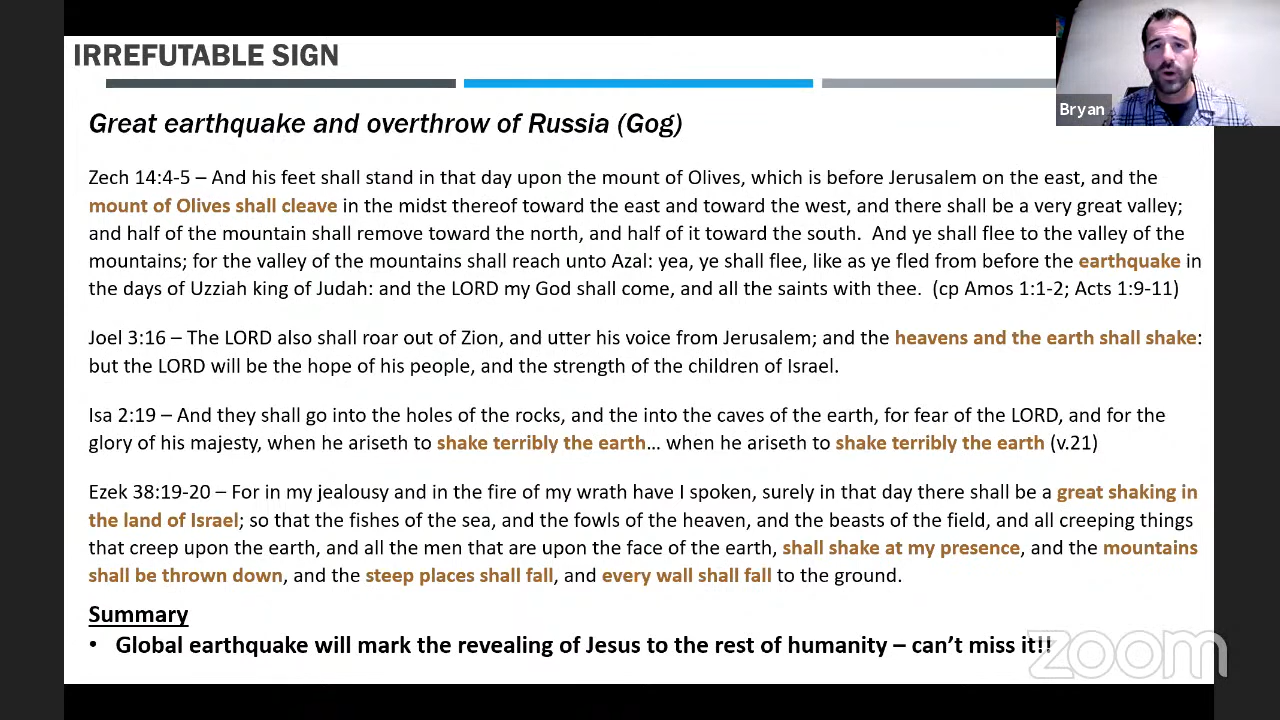 IRREFUTABLE SIGN
Bryan
Great earthquake and overthrow of Russia (Gog)
Zech 14:4-5 – And his feet shall stand in that day upon the mount of Olives, which is before Jerusalem on the east, and the
mount of Olives shall cleave in the midst thereof toward the east and toward the west, and there shall be a very great valley;
and half of the mountain shall remove toward the north, and half of it toward the south.  And ye shall flee to the valley of the
mountains; for the valley of the mountains shall reach unto Azal: yea, ye shall flee, like as ye fled from before the earthquake in
the days of Uzziah king of Judah: and the LORD my God shall come, and all the saints with thee.  (cp Amos 1:1-2; Acts 1:9-11)
Joel 3:16 – The LORD also shall roar out of Zion, and utter his voice from Jerusalem; and the heavens and the earth shall shake:
but the LORD will be the hope of his people, and the strength of the children of Israel.
Isa 2:19 – And they shall go into the holes of the rocks, and the into the caves of the earth, for fear of the LORD, and for the
glory of his majesty, when he ariseth to shake terribly the earth… when he ariseth to shake terribly the earth (v.21)
Ezek 38:19-20 – For in my jealousy and in the fire of my wrath have I spoken, surely in that day there shall be a great shaking in
the land of Israel; so that the fishes of the sea, and the fowls of the heaven, and the beasts of the field, and all creeping things
that creep upon the earth, and all the men that are upon the face of the earth, shall shake at my presence, and the mountains
shall be thrown down, and the steep places shall fall, and every wall shall fall to the ground.
Summary
• Global earthquake will mark the revealing of Jesus to the rest of humanity – can't miss it!!
zoom